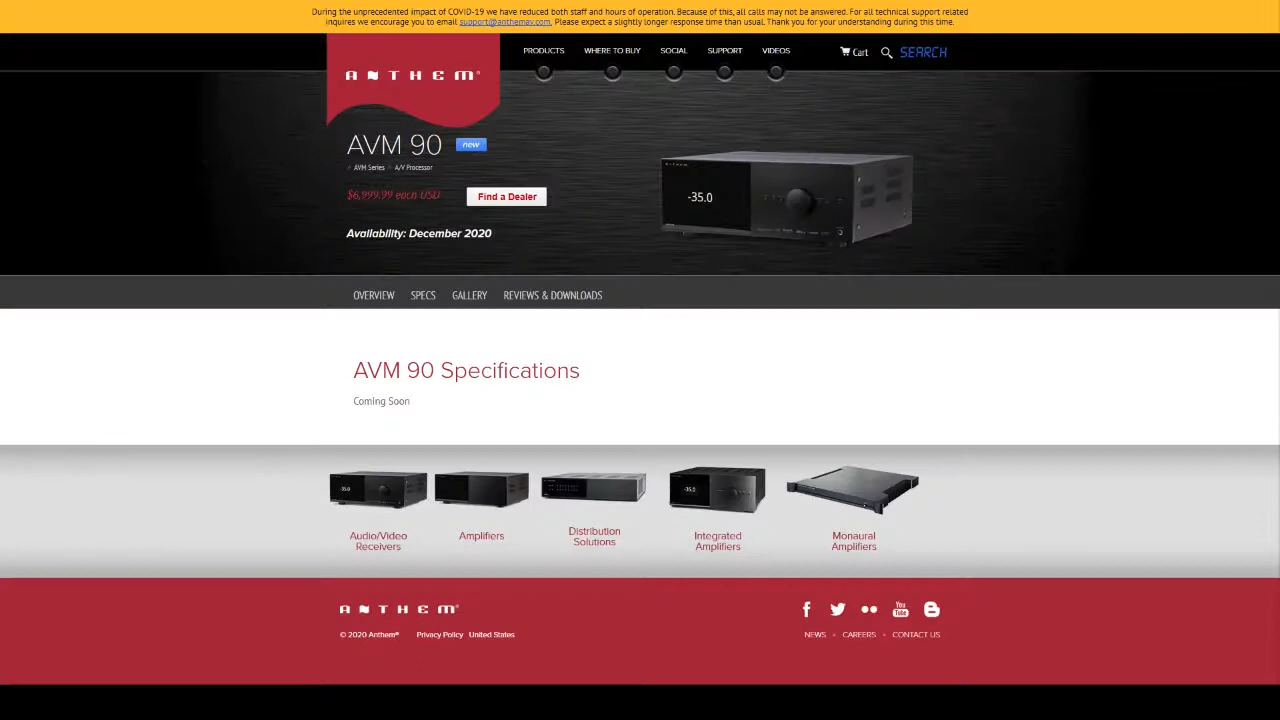 During the unprecedented impact of COVID-19 we have reduced both staff and hours of operation. Because of this, all calls may not be answered. For all technical support related
inquires we encourage you to email support@anthemav.com. Please expect a slightly longer response time than usual. Thank you for your understanding during this time.
ANTHEM®
PRODUCTS WHERE TO BUY SOCIAL SUPPORT VIDEOS
Cart SEARCH
AVM 90 new
AVM Series A/V Processor
$6,999.99 each USD Find a Dealer
Availability: December 2020
-35.0
OVERVIEW SPECS GALLERY REVIEWS & DOWNLOADS
AVM 90 Specifications
Coming Soon
-35.0
-35.0
Audio/Video
Receivers
Amplifiers
Distribution
Solutions
Integrated
Amplifiers
Monaural
Amplifiers
ANTHEM®
You
Tube
© 2020 Anthem® Privacy Policy United States
NEWS • CAREERS • CONTACT US